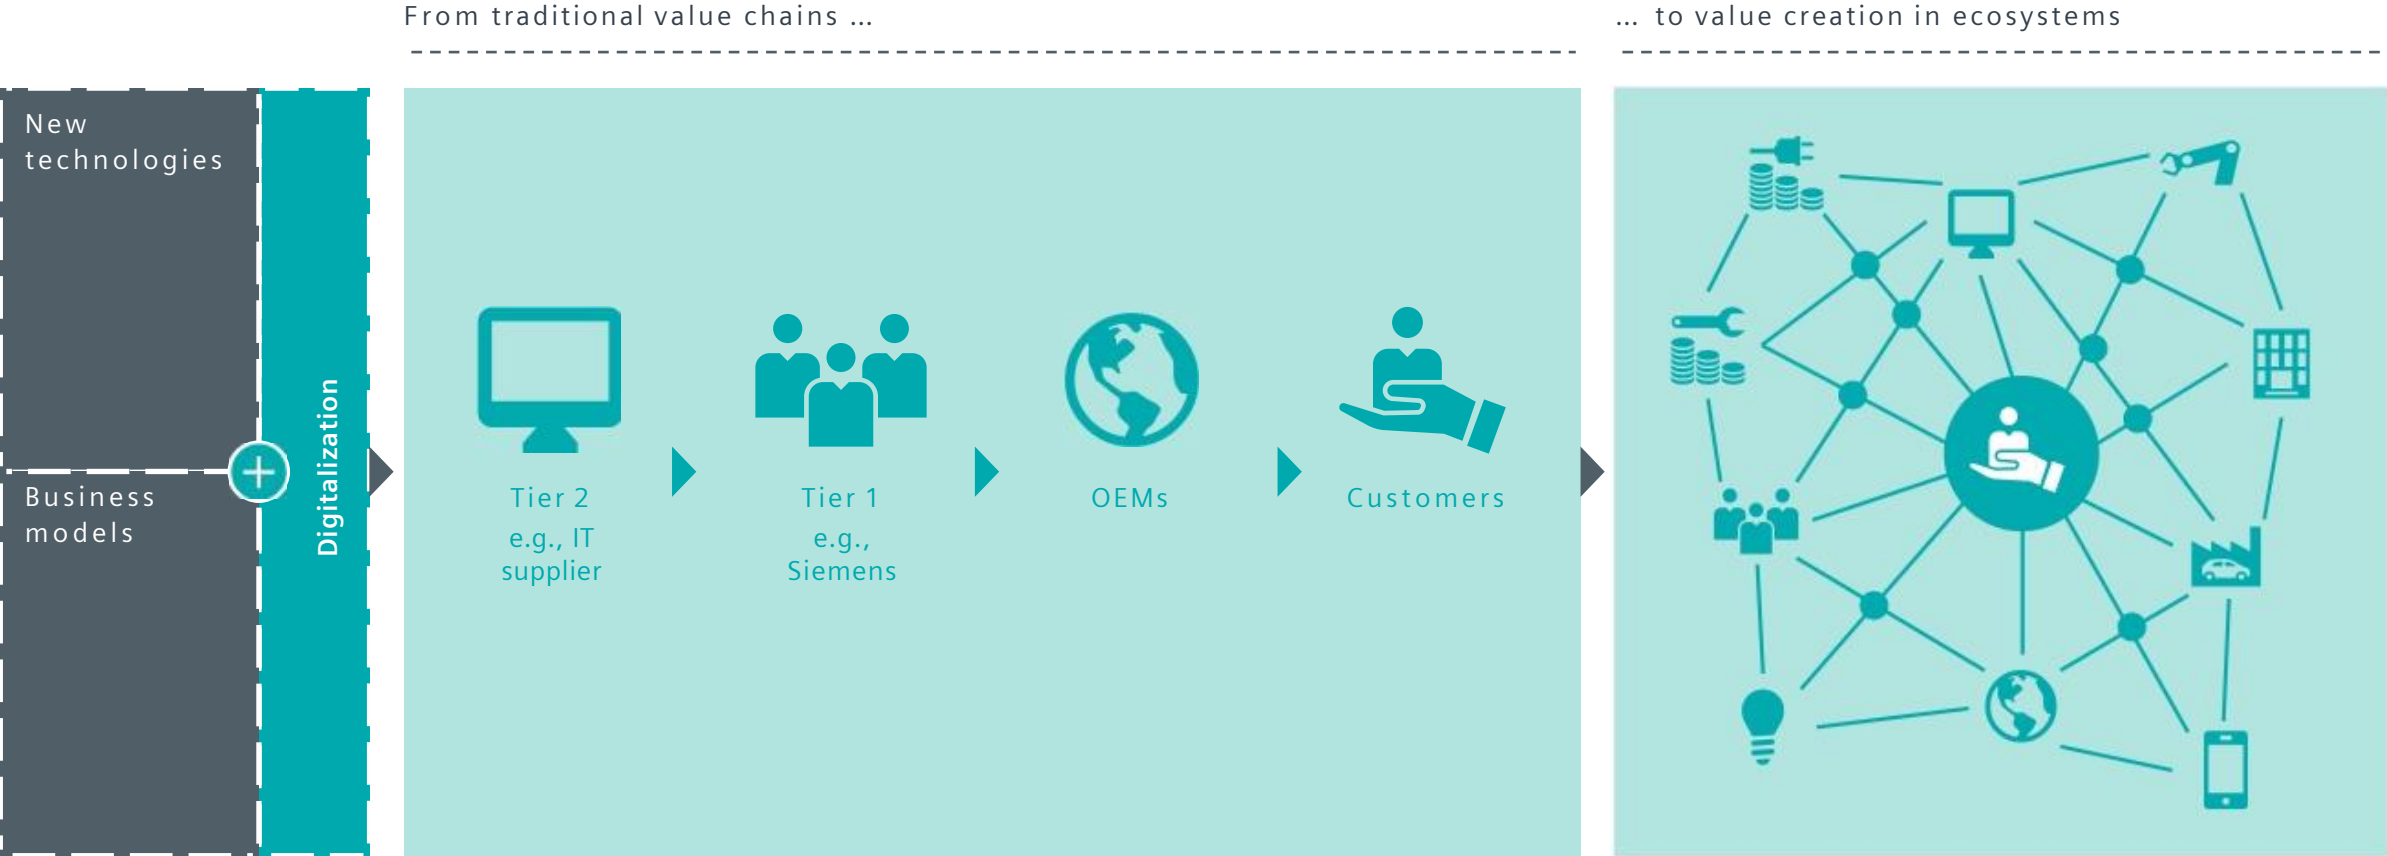 From traditional value chains …
… to value creation in ecosystems
New
technologies
Business
models
Digitalization
Tier 2
e.g., IT
supplier
Tier 1
e.g.,
Siemens
OEMs
Customers